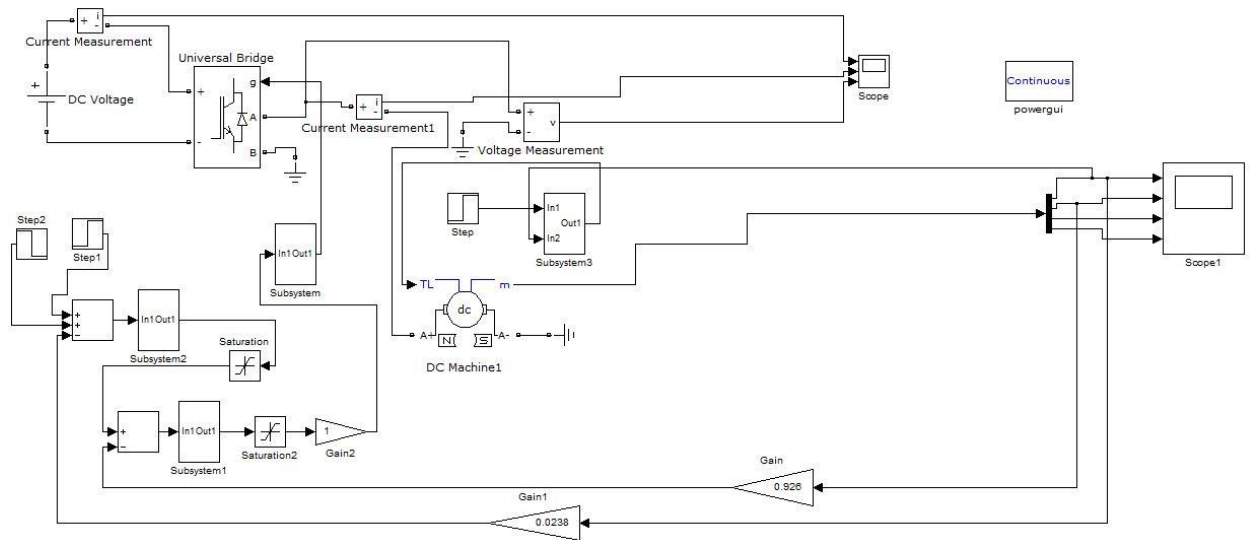 i
+
-
Current Measurement
Universal Bridge
+
DC Voltage
+
-
g
A
B
+
i
-
Current Measurement1
+
-
v
Voltage Measurement
Scope
Continuous
powergui
Step2
Step1
Step
In1
In2
Out1
Subsystem3
Scope1
In1 Out1
Subsystem
TL
m
dc
A+
N
S
A-
DC Machine1
+
+
-
In1 Out1
Subsystem2
Saturation
+
-
In1 Out1
Subsystem1
Saturation2
1
Gain2
Gain
0.926
Gain1
0.0238